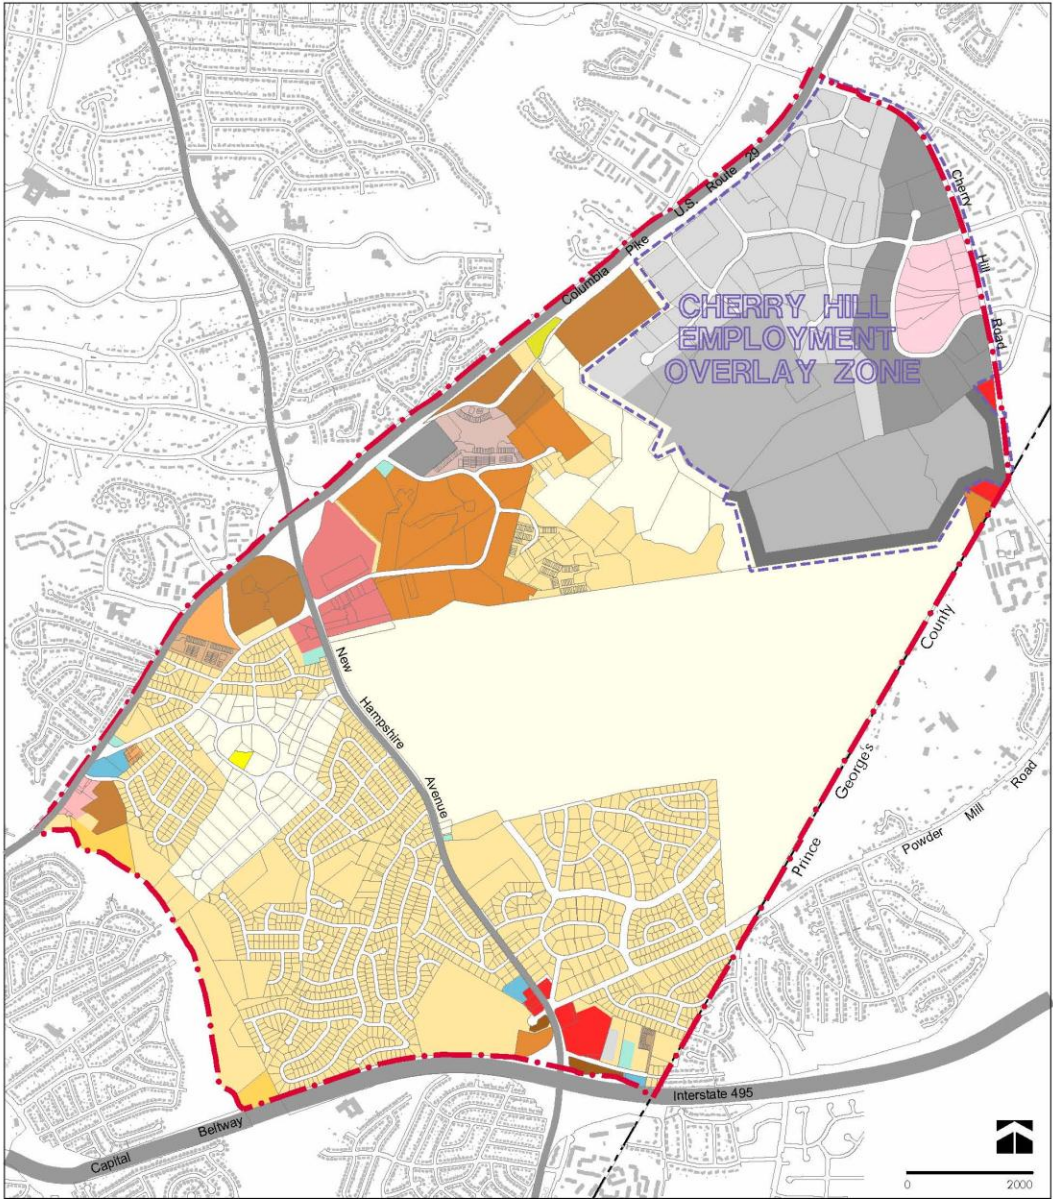 U.S. Route 29
Columbia Pike
Cherry Hill Road
CHERRY HILL
EMPLOYMENT
OVERLAY ZONE
New Hampshire Avenue
Prince George's County
Powder Mill Road
Interstate 495
Capital Beltway
0 2000